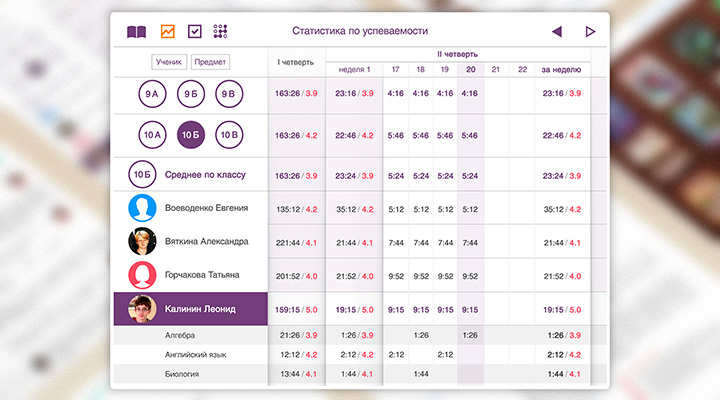 Статистика по успеваемости
Ученик Предмет I четверть II четверть
неделя 1 17 18 19 20 21 22 за неделю
9 А 9 Б 9 В 163:26 / 3.9 23:16 / 3.9 4:16 4:16 4:16 4:16 23:16 / 3.9
10 А 10 Б 10 В 163:26 / 4.2 22:46 / 4.2 5:46 5:46 5:46 5:46 22:46 / 4.2
10 Б Среднее по классу 163:26 / 3.9 23:24 / 3.9 5:24 5:24 5:24 5:24 23:24 / 3.9
Воеводенко Евгения 135:12 / 4.2 35:12 / 4.2 5:12 5:12 5:12 5:12 35:12 / 4.2
Вяткина Александра 221:44 / 4.1 21:44 / 4.1 7:44 7:44 7:44 7:44 21:44 / 4.1
Горчакова Татьяна 201:52 / 4.0 21:52 / 4.0 9:52 9:52 9:52 9:52 21:52 / 4.0
Калинин Леонид 159:15 / 5.0 19:15 / 5.0 9:15 9:15 9:15 9:15 19:15 / 5.0
Алгебра 21:26 / 3.9 1:26 / 3.9 1:26 1:26 1:26 / 3.9
Английский язык 12:12 / 4.2 2:12 / 4.2 2:12 2:12 2:12 / 4.2
Биология 13:44 / 4.1 1:44 / 4.1 1:44 1:44 / 4.1